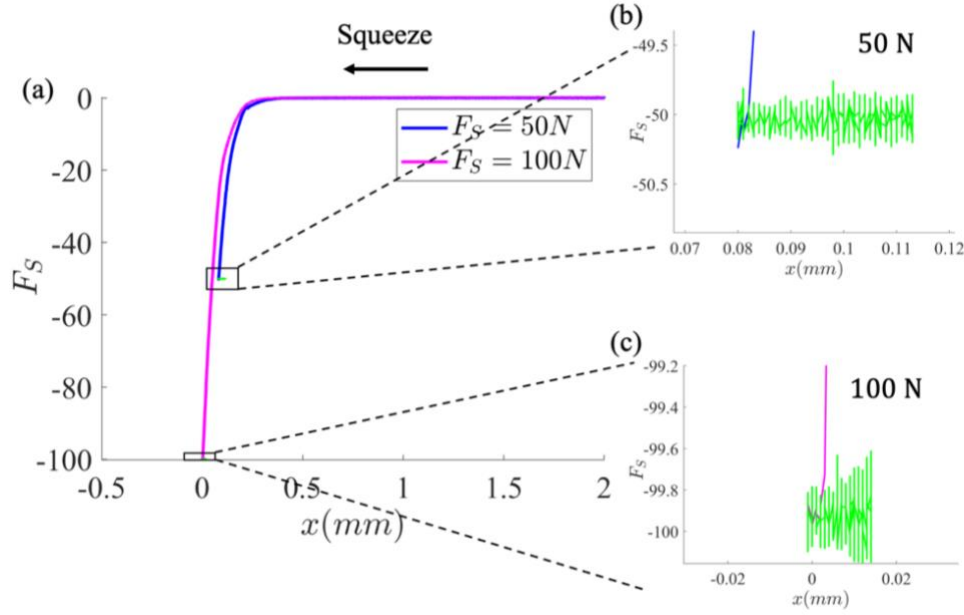 Squeeze
(a)
0
-20
-40
-60
-80
-100
F_S
-0.5
0
0.5
1
1.5
2
x(mm)
F_S = 50N
F_S = 100N
(b)
50 N
-49.5
-50
-50.5
F_S
0.07
0.08
0.09
0.1
0.11
0.12
x(mm)
(c)
100 N
-99.2
-99.4
-99.6
-99.8
-100
F_S
-0.02
0
0.02
x(mm)